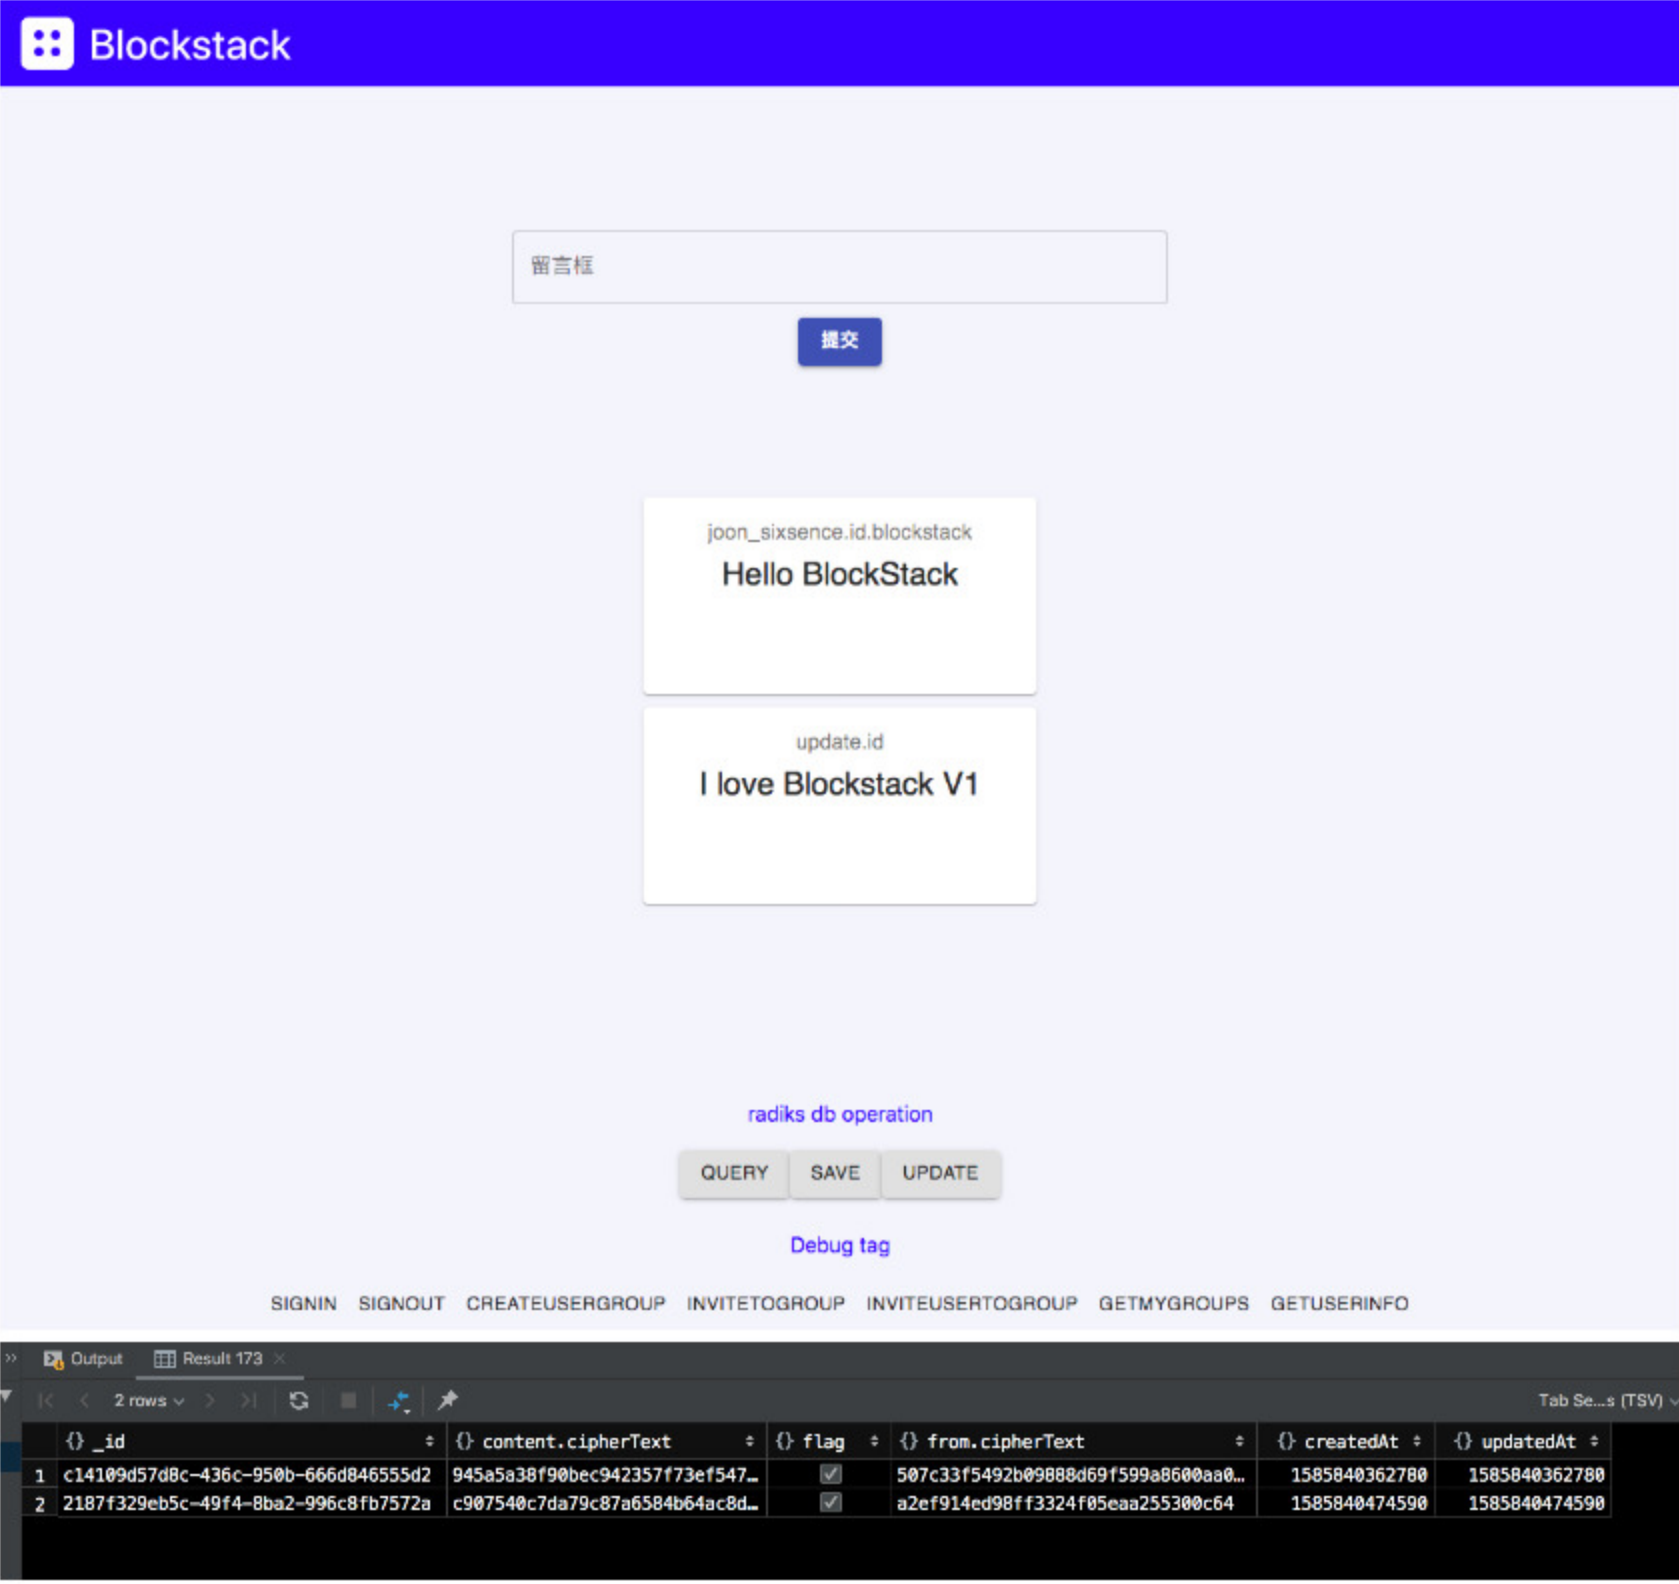 Blockstack
留言框
提交
joon_sixsence.id.blockstack
Hello BlockStack
update.id
I love Blockstack V1
radiks db operation
QUERY SAVE UPDATE
Debug tag
SIGNIN SIGNOUT CREATEUSERGROUP INVITETOGROUP INVITEUSERTOGROUP GETMYGROUPS GETUSERINFO
Output Result 173
2 rows Tab Se...s (TSV)
{} _id {} content.cipherText {} flag {} from.cipherText {} createdAt {} updatedAt
1 c14109d57d8c-436c-950b-666d846555d2 945a5a38f90bec942357f73ef547… 507c33f5492b09888d69f599a8600aa0… 1585840362780 1585840362780
2 2187f329eb5c-49f4-8ba2-996c8fb7572a c907540c7da79c87a6584b64ac8d… a2ef914ed98ff3324f05eaa255300c64 1585840474590 1585840474590